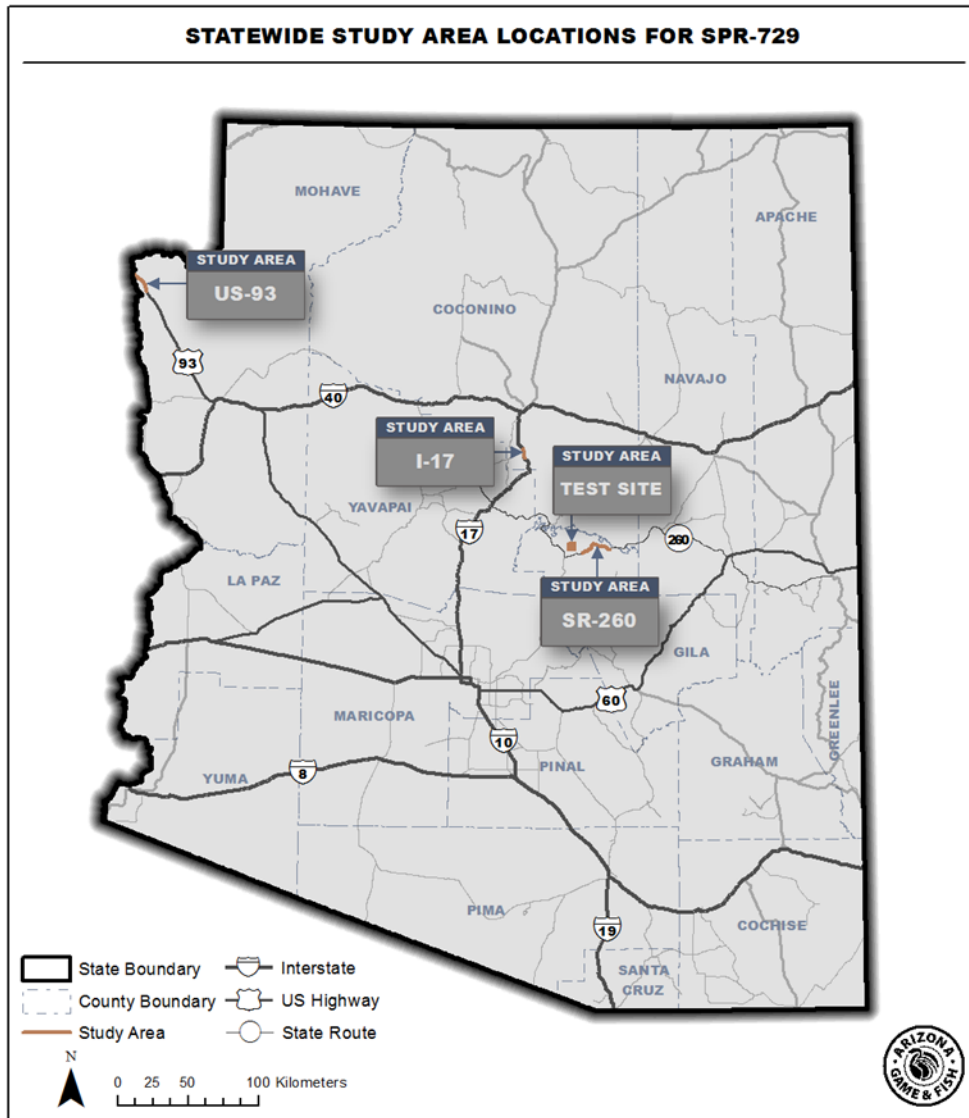 STATEWIDE STUDY AREA LOCATIONS FOR SPR-729
MOHAVE
APACHE
STUDY AREA
US-93
COCONINO
93
NAVAJO
40
STUDY AREA
I-17
STUDY AREA
TEST SITE
YAVAPAI
17
260
LA PAZ
STUDY AREA
SR-260
GILA
60
MARICOPA
GREENLEE
10
8
YUMA
PINAL
GRAHAM
PIMA
19
COCHISE
SANTA
CRUZ
State Boundary
Interstate
County Boundary
US Highway
Study Area
State Route
N
0 25 50 100 Kilometers
ARIZONA
GAME & FISH